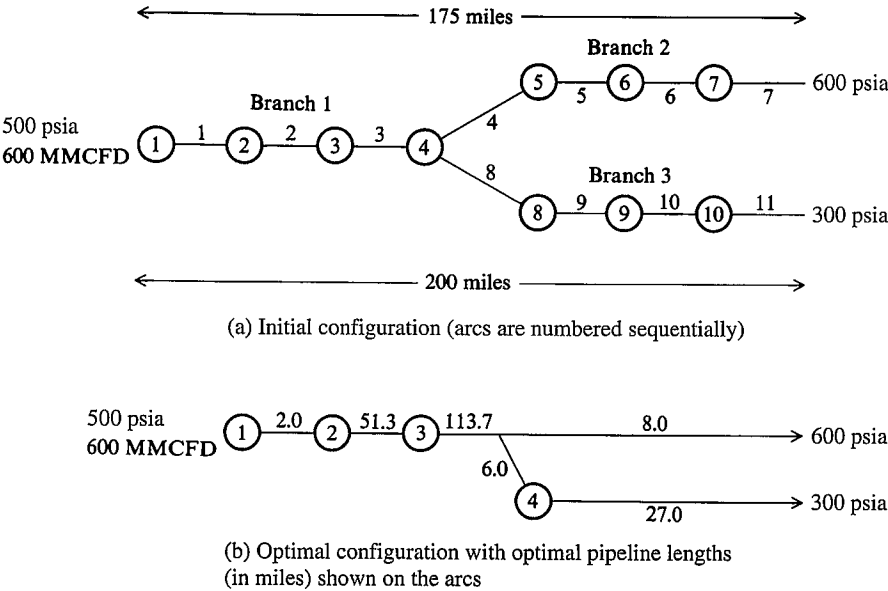 175 miles
Branch 2
5 6 7 600 psia
5 6 7
Branch 1
500 psia
600 MMCFD
1 2 3 4
1 2 3
4
8
Branch 3
8 9 10 300 psia
9 10 11
200 miles
(a) Initial configuration (arcs are numbered sequentially)
500 psia
600 MMCFD
1 2.0 2 51.3 3 113.7 8.0 600 psia
6.0
4 300 psia
27.0
(b) Optimal configuration with optimal pipeline lengths
(in miles) shown on the arcs